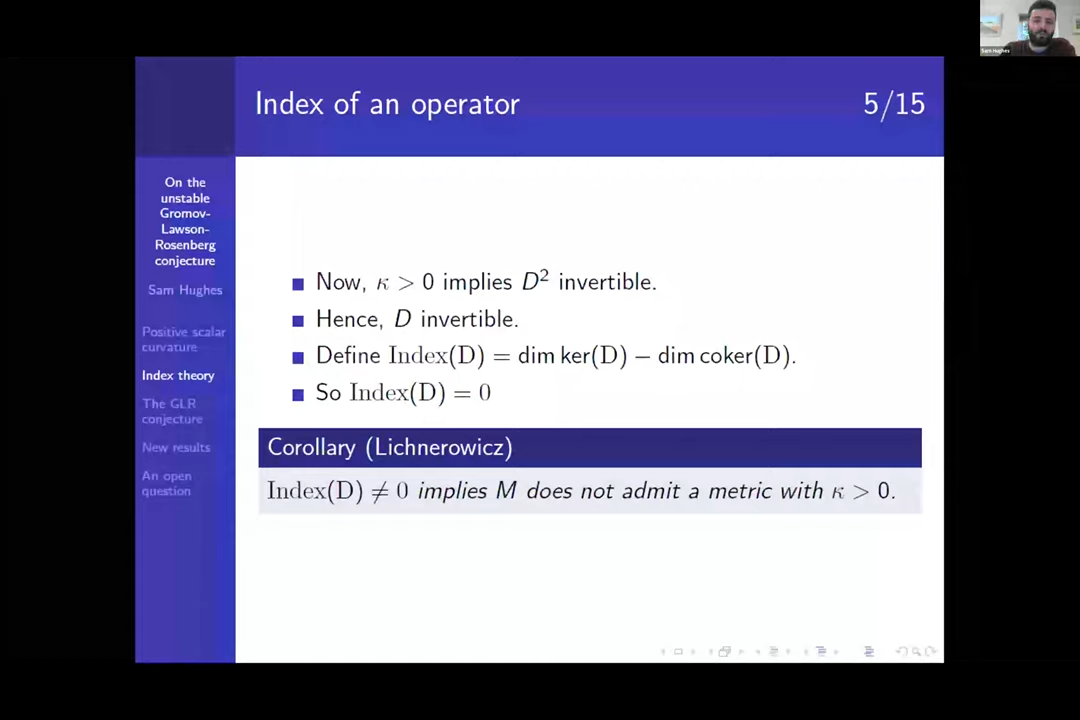 Sam Hughes
Index of an operator
5/15
On the
unstable
Gromov-
Lawson-
Rosenberg
conjecture
Sam Hughes
Positive scalar
curvature
Index theory
The GLR
conjecture
New results
An open
question
Now, κ > 0 implies D² invertible.
Hence, D invertible.
Define Index(D) = dim ker(D) − dim coker(D).
So Index(D) = 0
Corollary (Lichnerowicz)
Index(D) ≠ 0 implies M does not admit a metric with κ > 0.